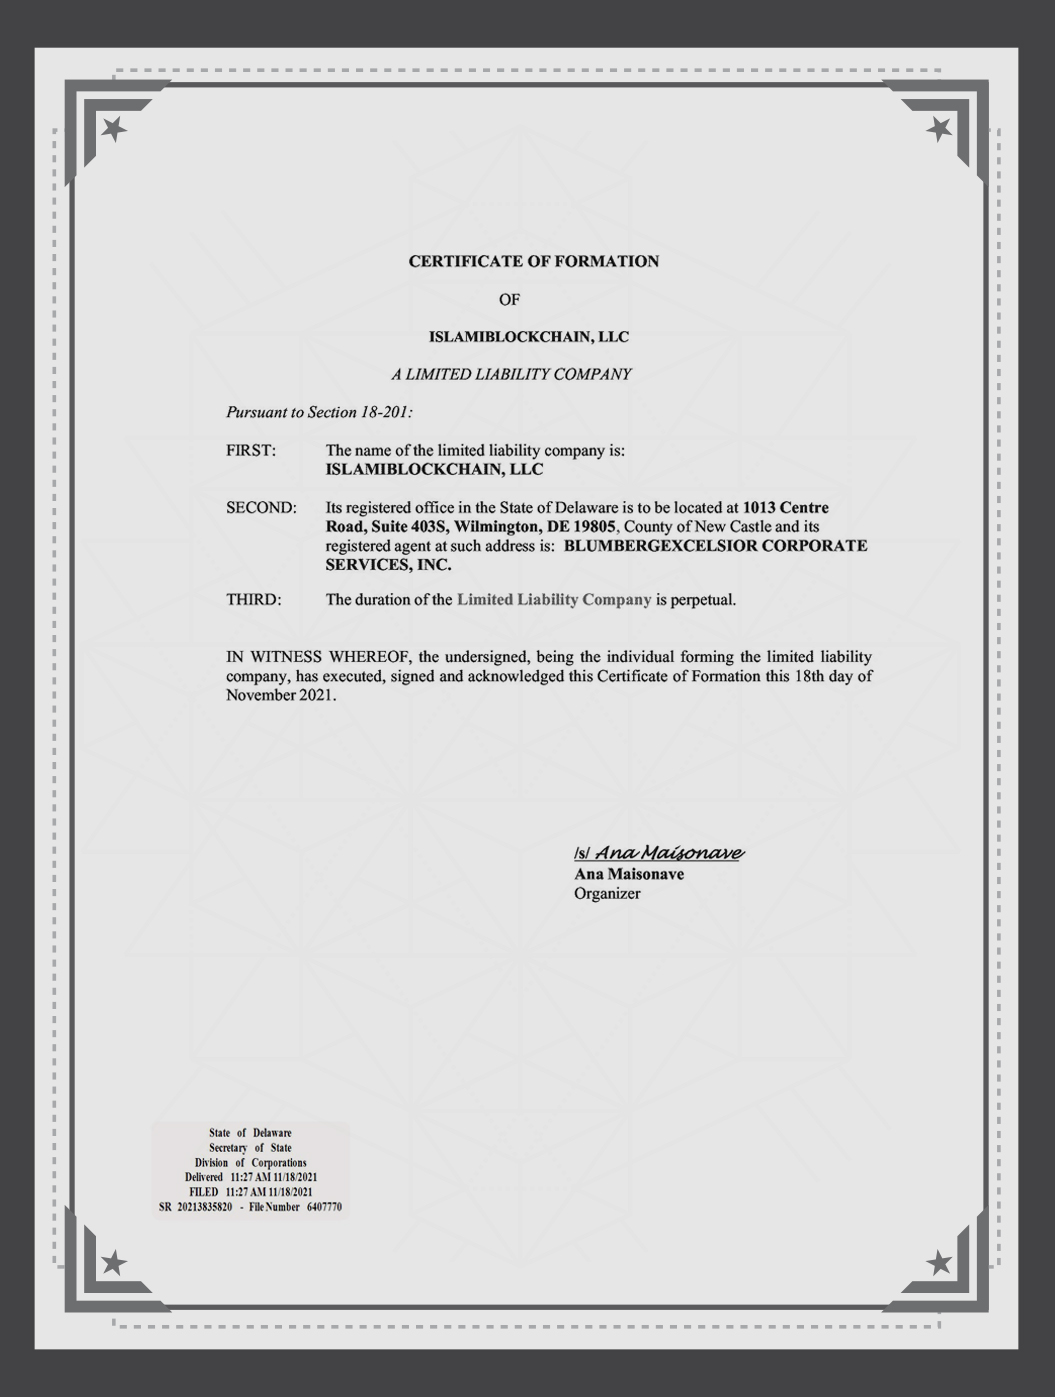 CERTIFICATE OF FORMATION
OF
ISLAMIBLOCKCHAIN, LLC
A LIMITED LIABILITY COMPANY
Pursuant to Section 18-201:
FIRST: The name of the limited liability company is:
ISLAMIBLOCKCHAIN, LLC
SECOND: Its registered office in the State of Delaware is to be located at 1013 Centre
Road, Suite 403S, Wilmington, DE 19805, County of New Castle and its
registered agent at such address is: BLUMBERGEXCELSIOR CORPORATE
SERVICES, INC.
THIRD: The duration of the Limited Liability Company is perpetual.
IN WITNESS WHEREOF, the undersigned, being the individual forming the limited liability
company, has executed, signed and acknowledged this Certificate of Formation this 18th day of
November 2021.
/s/ Ana Maisonave
Ana Maisonave
Organizer
State of Delaware
Secretary of State
Division of Corporations
Delivered 11:27 AM 11/18/2021
FILED 11:27 AM 11/18/2021
SR 20213835820 - File Number 6407770